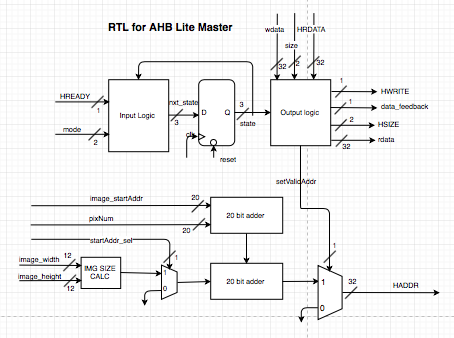 RTL for AHB Lite Master
wdata HRDATA
size
32 2 32
HREADY
1
mode
2
Input Logic
nxt_state
3
D Q
clk
reset
3
state
Output logic
1
HWRITE
1
data_feedback
2
HSIZE
32
rdata
setValidAddr
image_startAddr
20
pixNum
20
20 bit adder
startAddr_sel
1
image_width
12
image_height
12
IMG SIZE
CALC
1
0
20 bit adder
1
1
0
32
HADDR